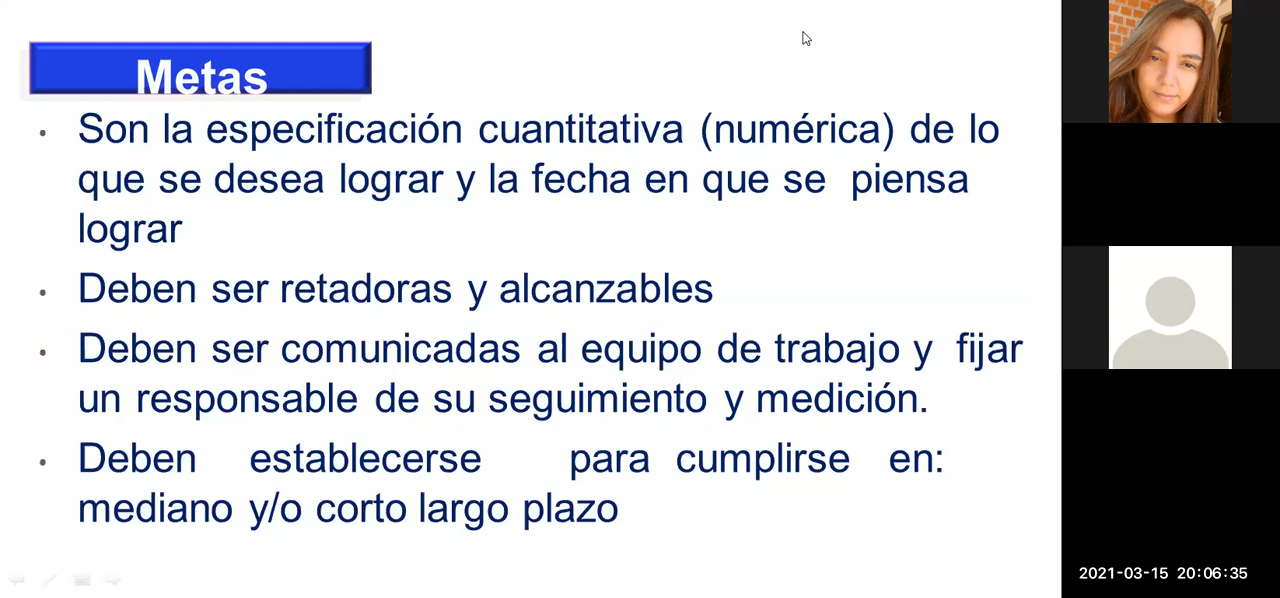 Metas
• Son la especificación cuantitativa (numérica) de lo
que se desea lograr y la fecha en que se piensa
lograr
• Deben ser retadoras y alcanzables
• Deben ser comunicadas al equipo de trabajo y fijar
un responsable de su seguimiento y medición.
• Deben establecerse para cumplirse en:
mediano y/o corto largo plazo
2021-03-15 20:06:35